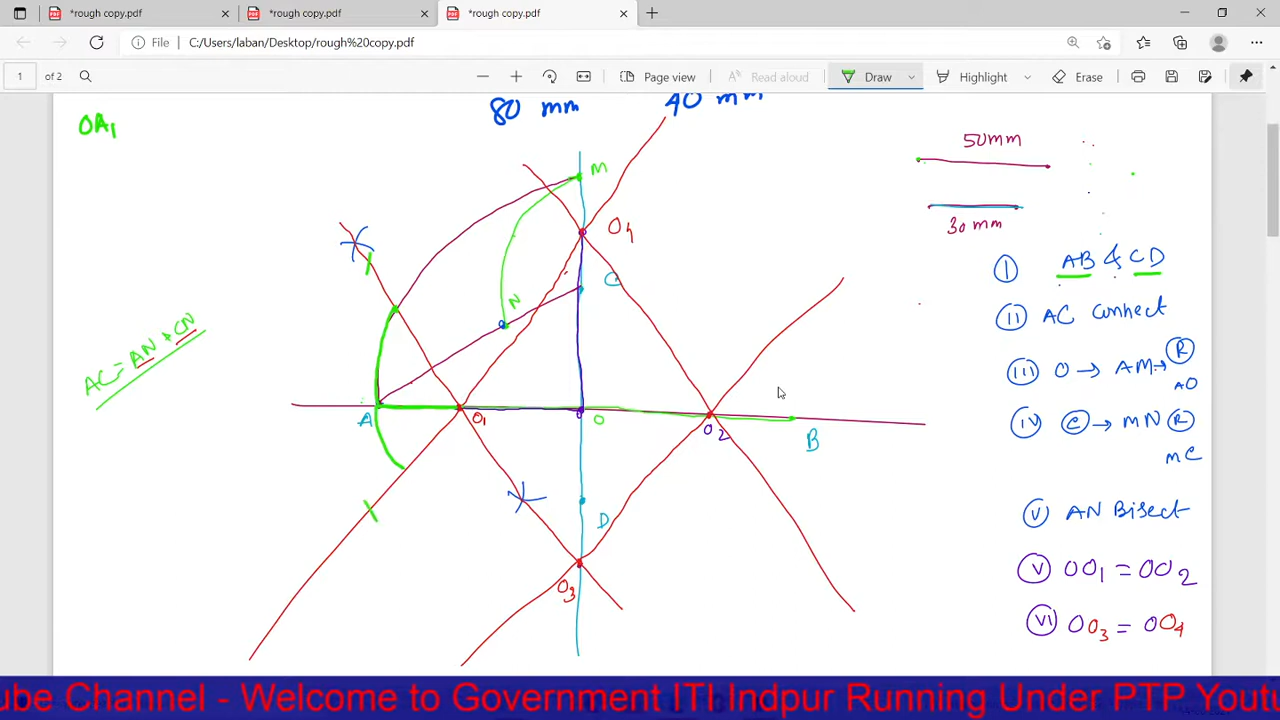 *rough copy.pdf
*rough copy.pdf
*rough copy.pdf
File
C:/Users/laban/Desktop/rough%20copy.pdf
1
of 2
Page view
Read aloud
Draw
Highlight
Erase
80 mm
40 mm
OA1
50mm
30 mm
M
O4
C
N
A
O1
O
O2
B
D
O3
AC = AN + CN
I AB & CD
II AC Connect
III O → AM → R
AO
IV C → MN R
MC
V AN Bisect
V OO1 = OO2
VI OO3 = OO4
ube Channel - Welcome to Government ITI Indpur Running Under PTP Youtu